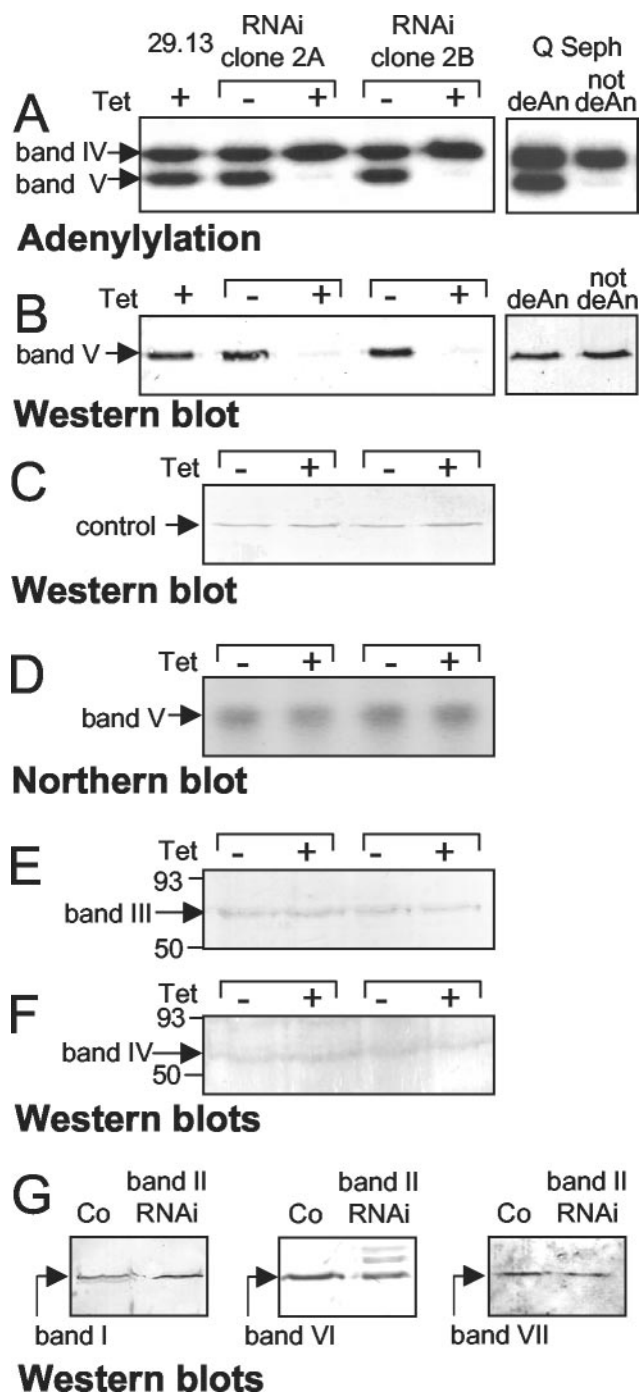 29.13 RNAi clone 2A RNAi clone 2B Q Seph
Tet + - + - + deAn not deAn
A
band IV
band V
Adenylylation
Tet + - + - + deAn not deAn
B
band V
Western blot
C
Tet - + - +
control
Western blot
D
Tet - + - +
band V
Northern blot
E
Tet - + - +
93
band III
50
F
Tet - + - +
93
band IV
50
Western blots
G
Co band II RNAi Co band II RNAi Co band II RNAi
band I band VI band VII
Western blots